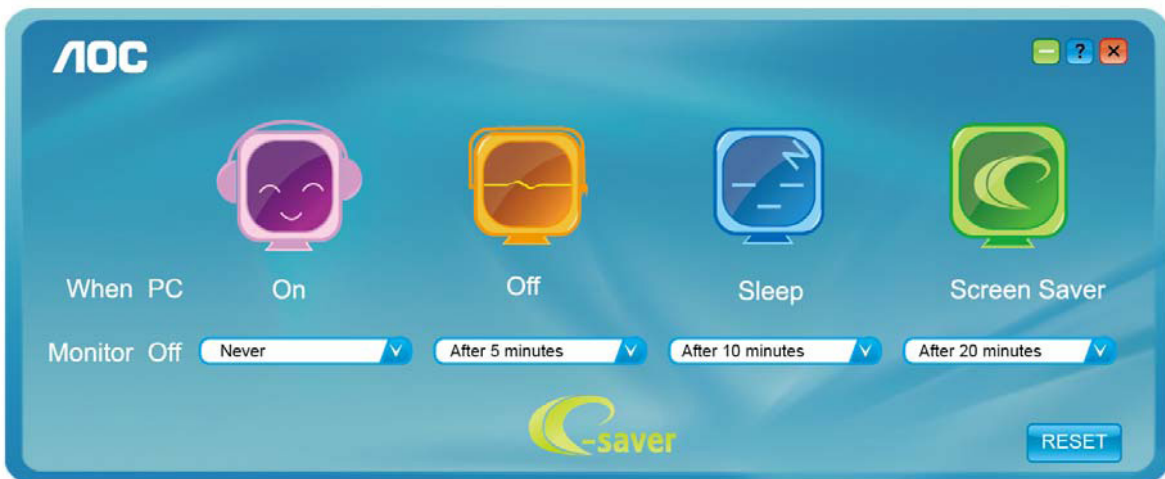 AOC
?
When PC On Off Sleep Screen Saver
Monitor Off Never After 5 minutes After 10 minutes After 20 minutes
e-saver
RESET